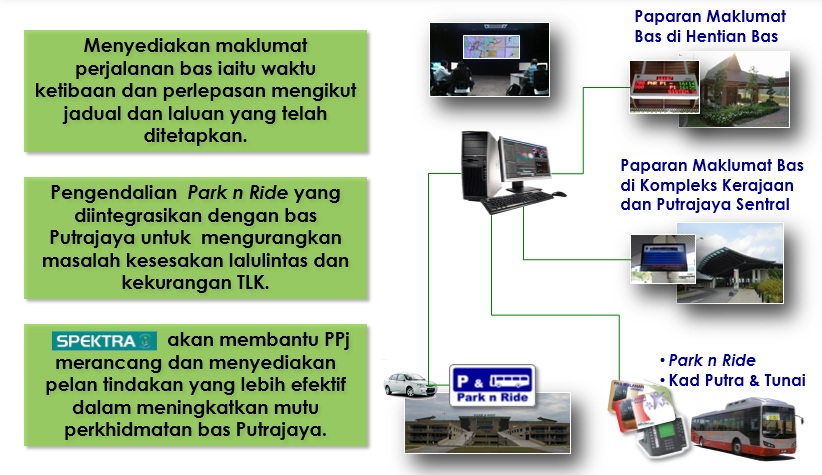 Menyediakan maklumat
perjalanan bas iaitu waktu
ketibaan dan perlepasan mengikut
jadual dan laluan yang telah
ditetapkan.
Pengendalian Park n Ride yang
diintegrasikan dengan bas
Putrajaya untuk mengurangkan
masalah kesesakan lalulintas dan
kekurangan TLK.
SPEKTRA akan membantu PPj
merancang dan menyediakan
pelan tindakan yang lebih efektif
dalam meningkatkan mutu
perkhidmatan bas Putrajaya.
Paparan Maklumat
Bas di Hentian Bas
Paparan Maklumat Bas
di Kompleks Kerajaan
dan Putrajaya Sentral
P &
Park n Ride
• Park n Ride
• Kad Putra & Tunai